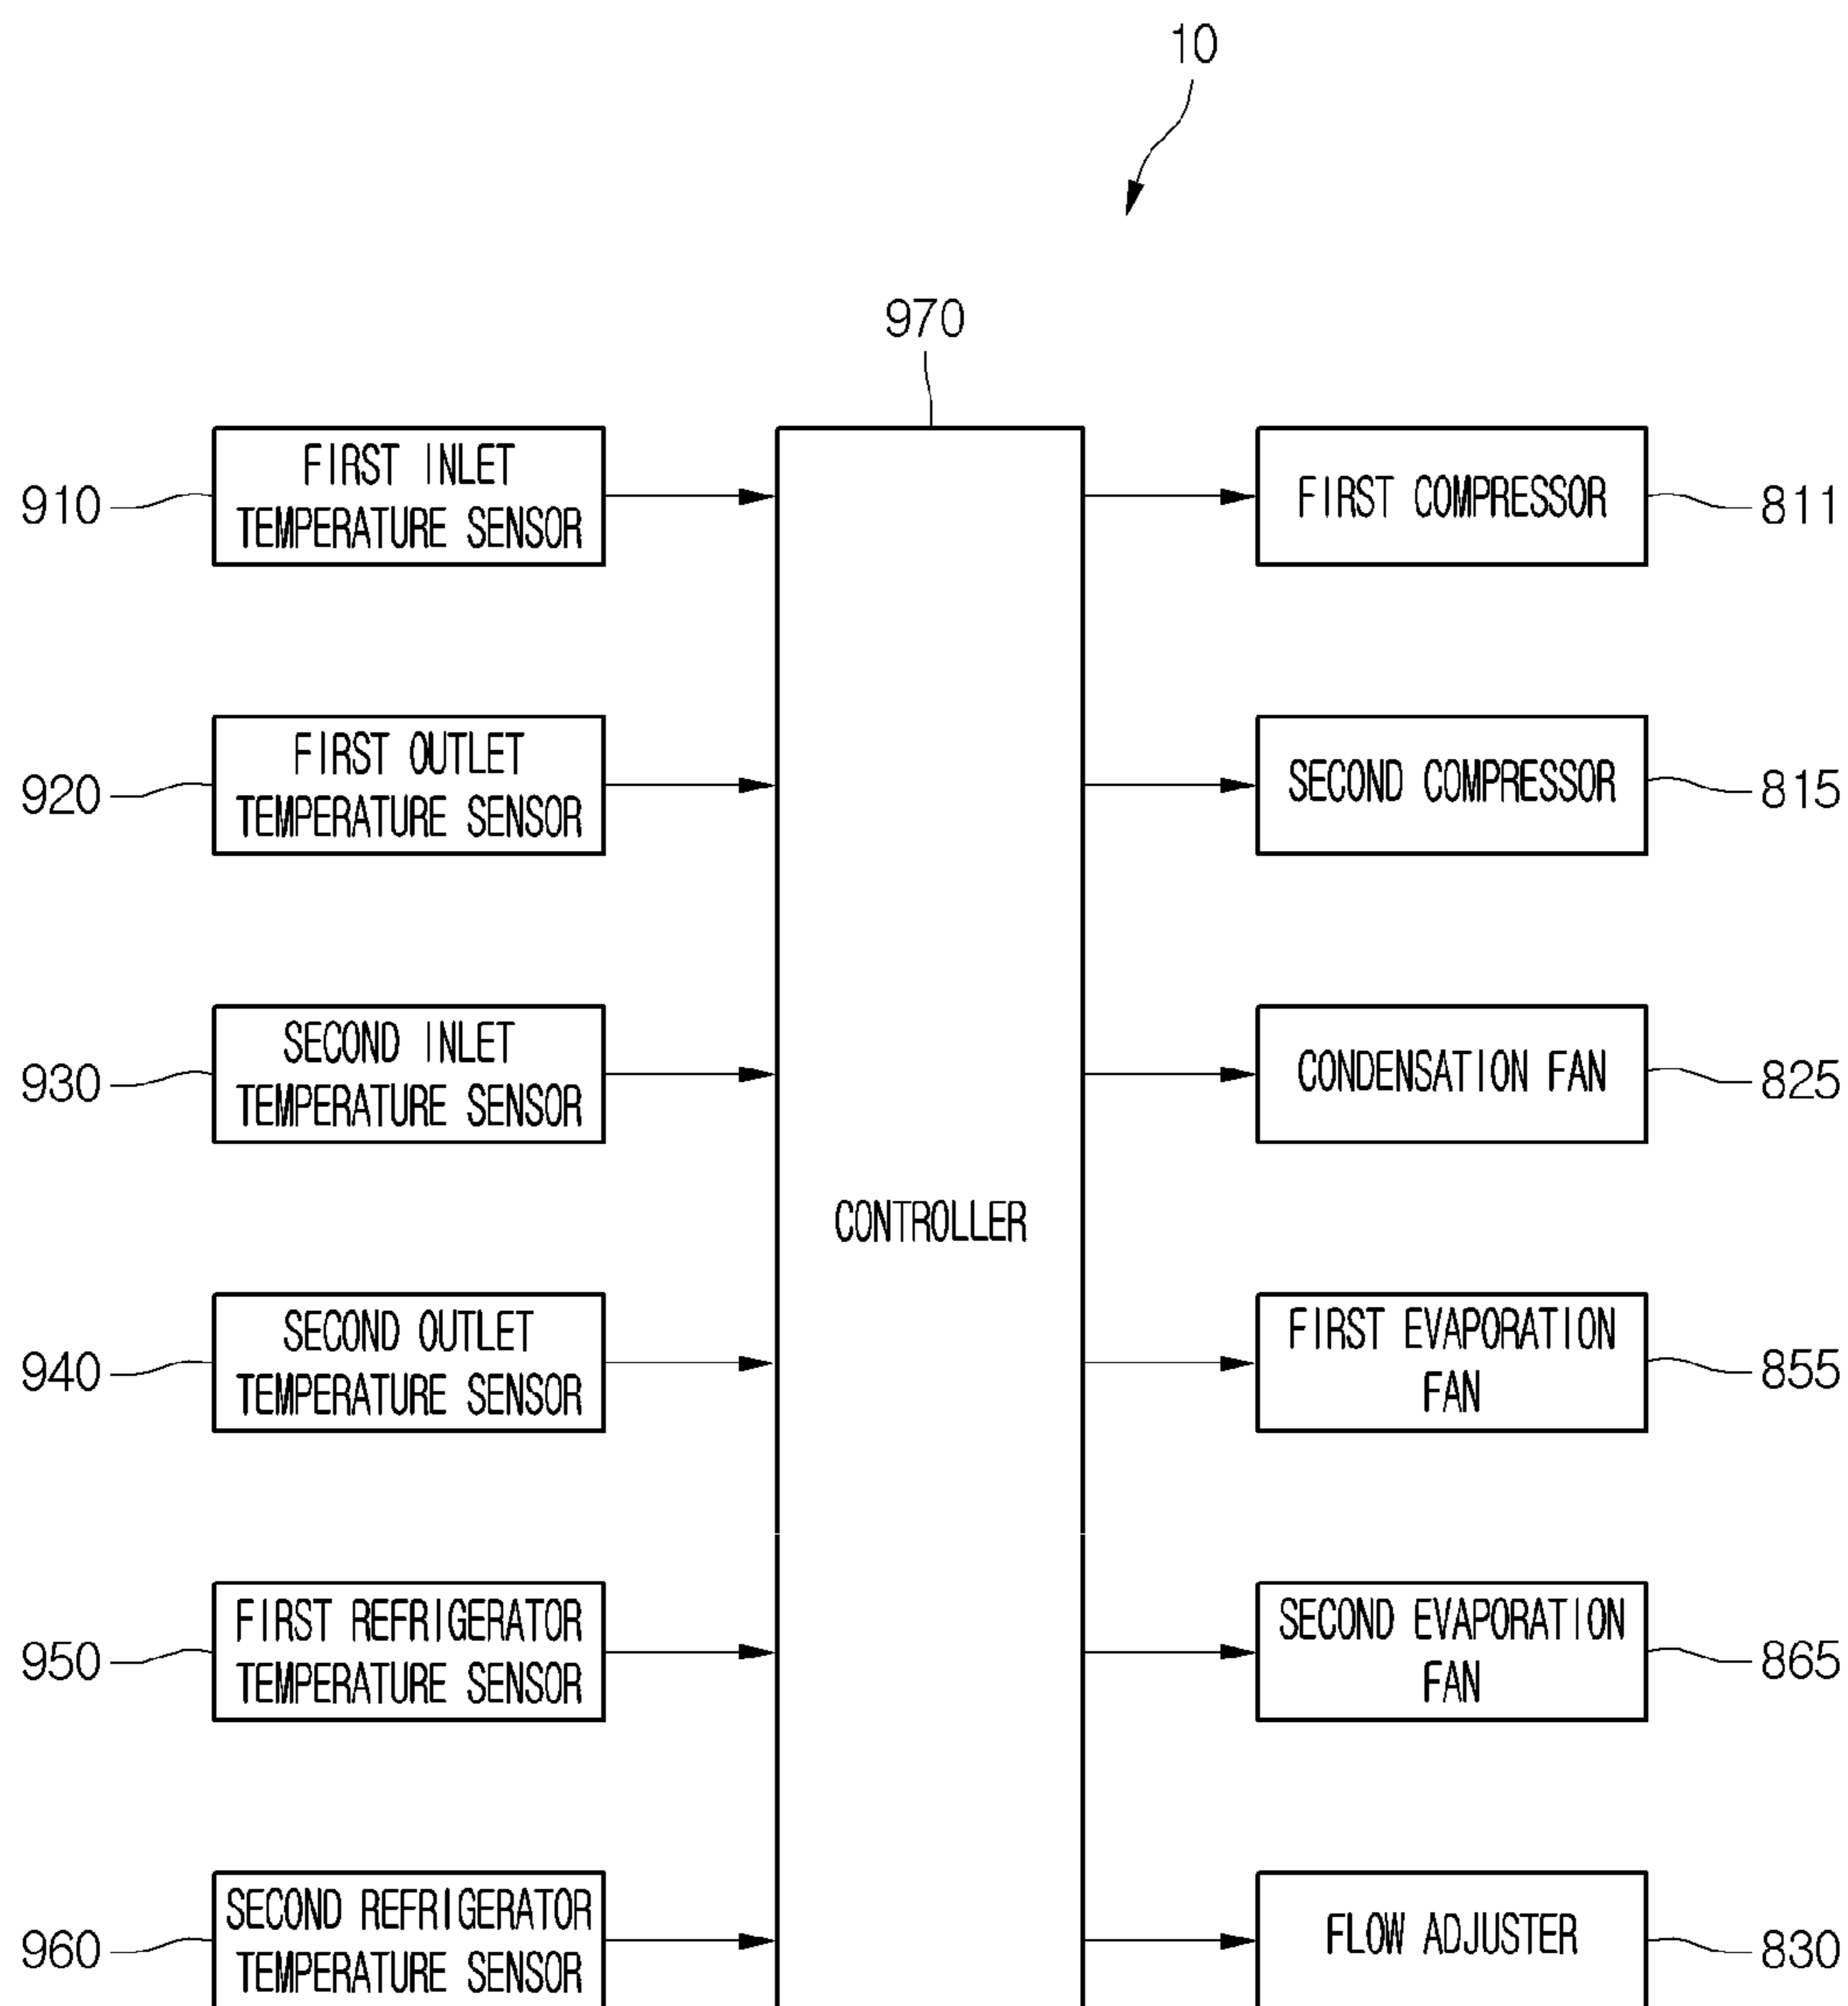 10
970
910
FIRST INLET
TEMPERATURE SENSOR
FIRST COMPRESSOR
811
920
FIRST OUTLET
TEMPERATURE SENSOR
SECOND COMPRESSOR
815
930
SECOND INLET
TEMPERATURE SENSOR
CONDENSATION FAN
825
CONTROLLER
940
SECOND OUTLET
TEMPERATURE SENSOR
FIRST EVAPORATION
FAN
855
950
FIRST REFRIGERATOR
TEMPERATURE SENSOR
SECOND EVAPORATION
FAN
865
960
SECOND REFRIGERATOR
TEMPERATURE SENSOR
FLOW ADJUSTER
830